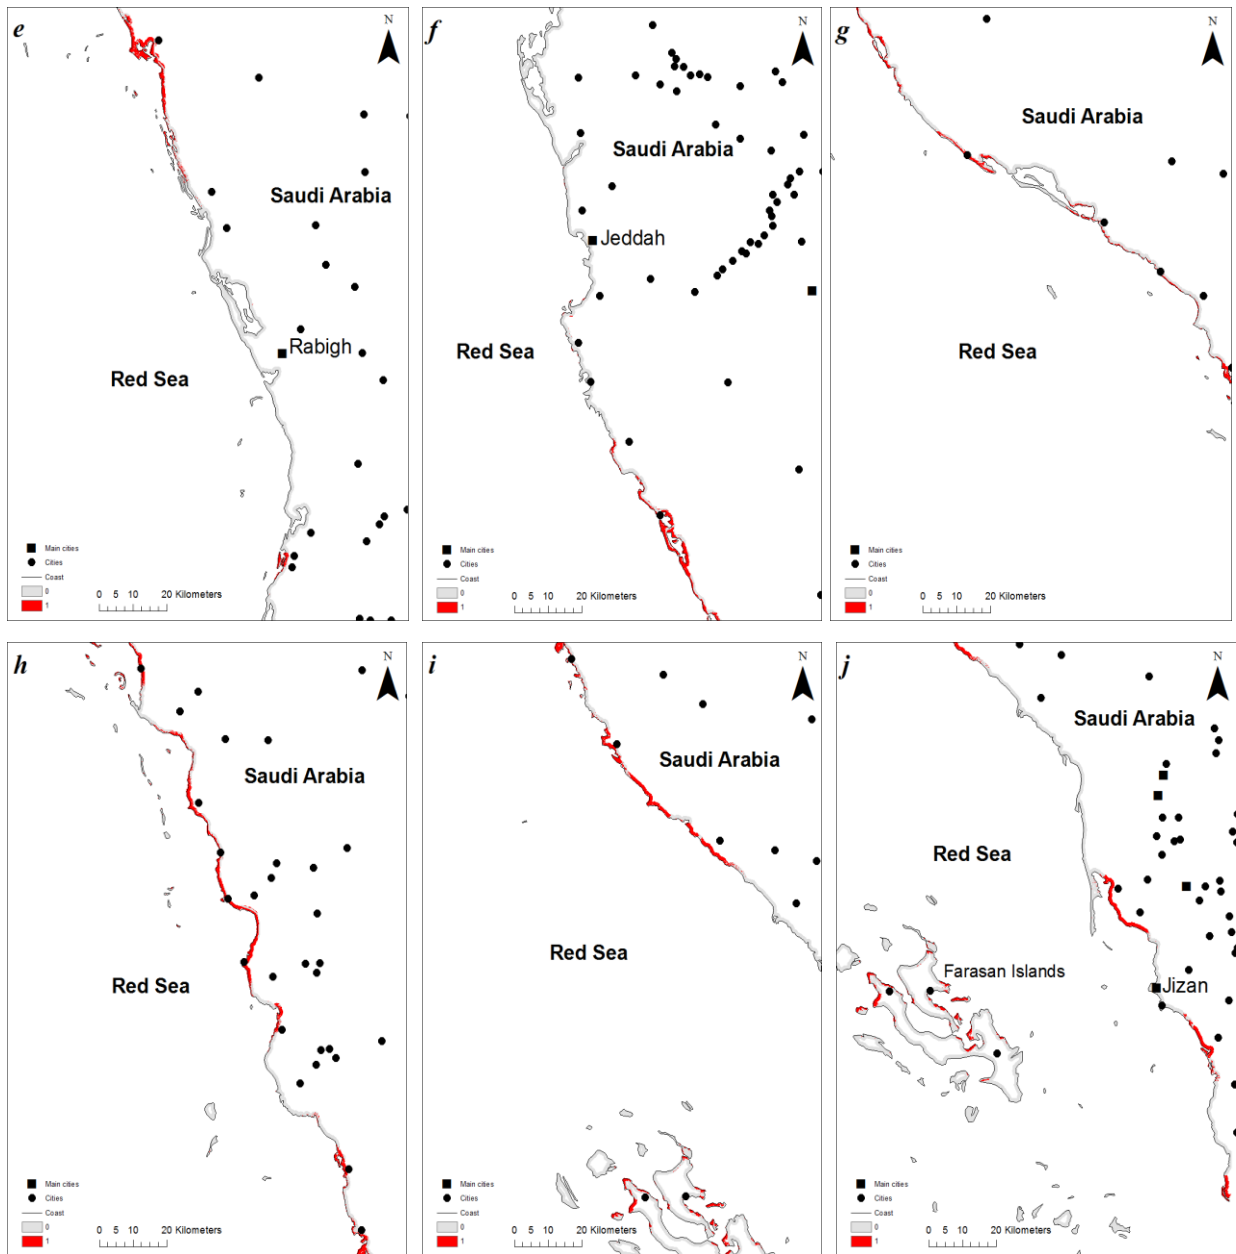 e
N
Saudi Arabia
Rabigh
Red Sea
Main cities
Cities
Coast
0
1
0 5 10 20 Kilometers
f
N
Saudi Arabia
Jeddah
Red Sea
Main cities
Cities
Coast
0
1
0 5 10 20 Kilometers
g
N
Saudi Arabia
Red Sea
Main cities
Cities
Coast
0
1
0 5 10 20 Kilometers
h
N
Saudi Arabia
Red Sea
Main cities
Cities
Coast
0
1
0 5 10 20 Kilometers
i
N
Saudi Arabia
Red Sea
Main cities
Cities
Coast
0
1
0 5 10 20 Kilometers
j
N
Saudi Arabia
Red Sea
Farasan Islands
Jizan
Main cities
Cities
Coast
0
1
0 5 10 20 Kilometers